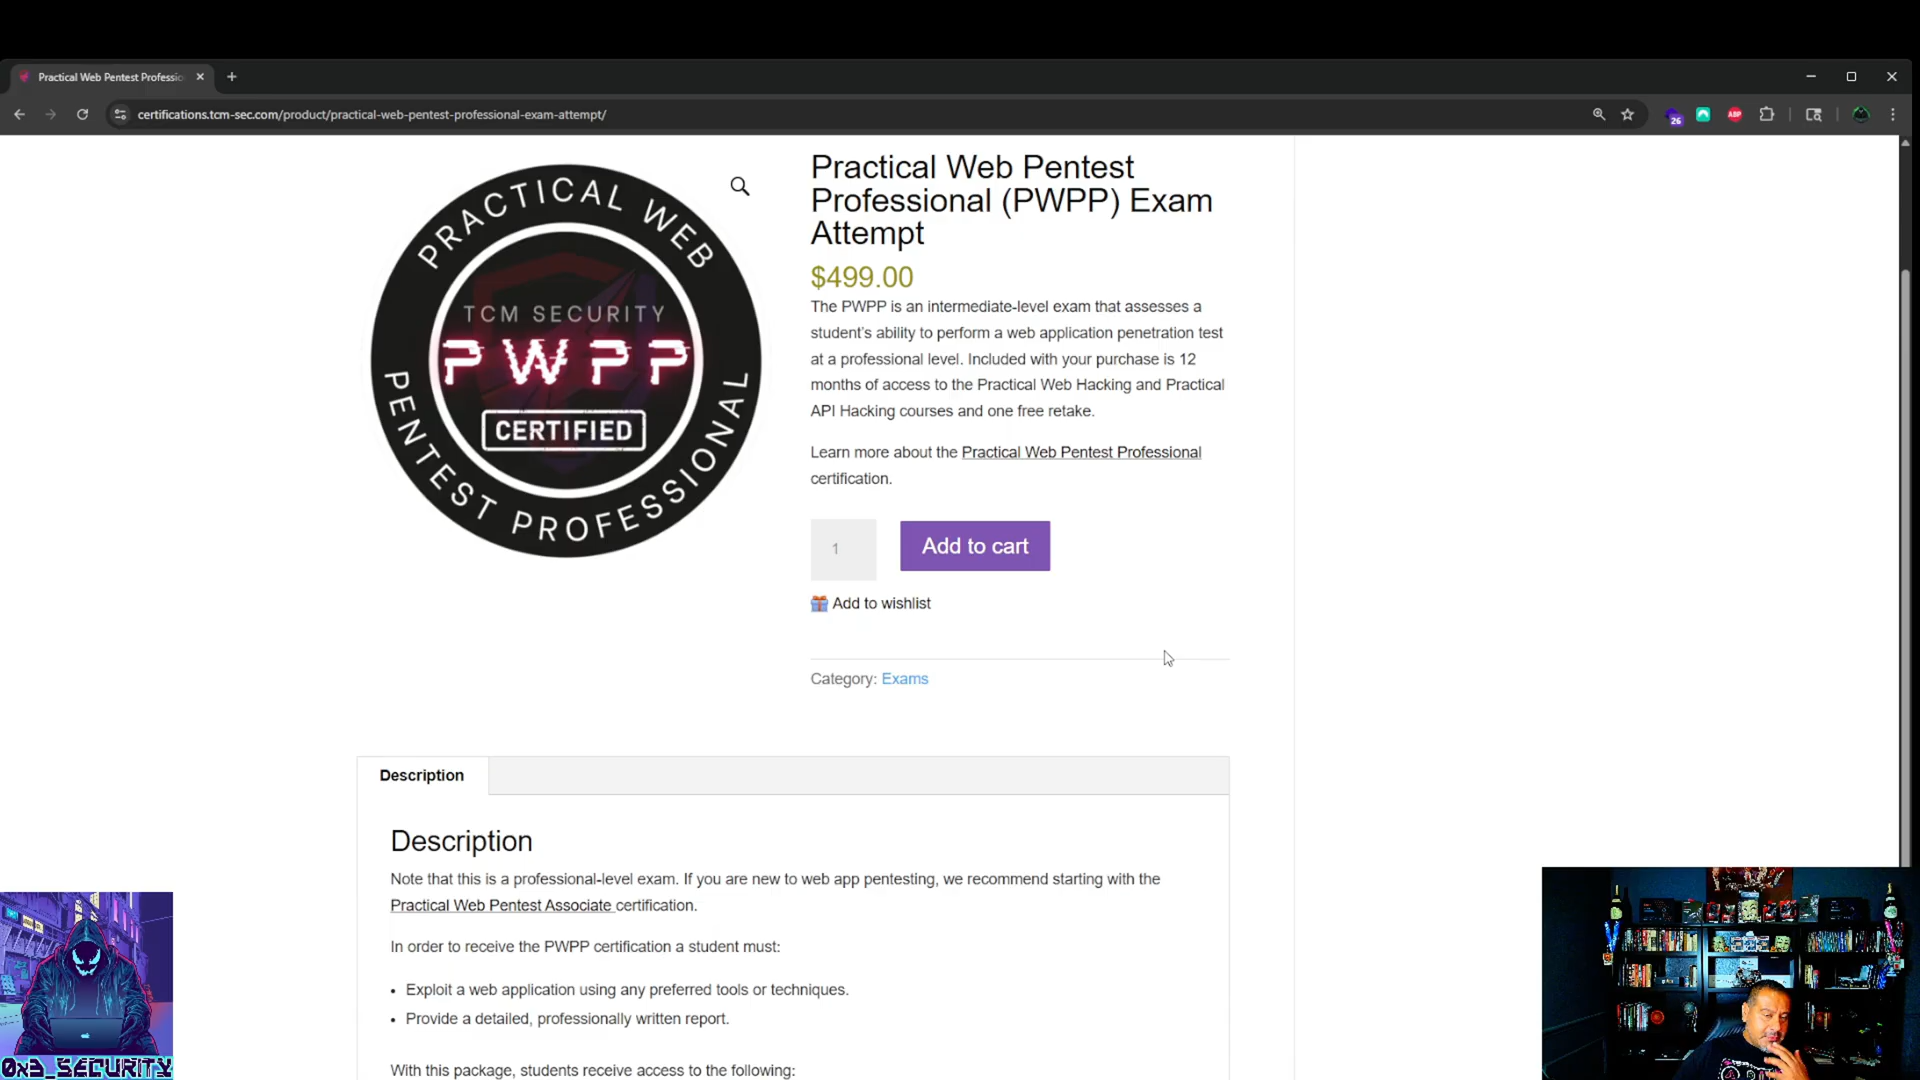 Practical Web Pentest Professio
certifications.tcm-sec.com/product/practical-web-pentest-professional-exam-attempt/
26
ABP
PRACTICAL WEB
TCM SECURITY
PWPP
CERTIFIED
PENTEST PROFESSIONAL
Practical Web Pentest
Professional (PWPP) Exam
Attempt
$499.00
The PWPP is an intermediate-level exam that assesses a
student's ability to perform a web application penetration test
at a professional level. Included with your purchase is 12
months of access to the Practical Web Hacking and Practical
API Hacking courses and one free retake.
Learn more about the Practical Web Pentest Professional
certification.
1
Add to cart
Add to wishlist
Category: Exams
Description
Description
Note that this is a professional-level exam. If you are new to web app pentesting, we recommend starting with the
Practical Web Pentest Associate certification.
In order to receive the PWPP certification a student must:
• Exploit a web application using any preferred tools or techniques.
• Provide a detailed, professionally written report.
With this package, students receive access to the following:
0x3_SECURITY